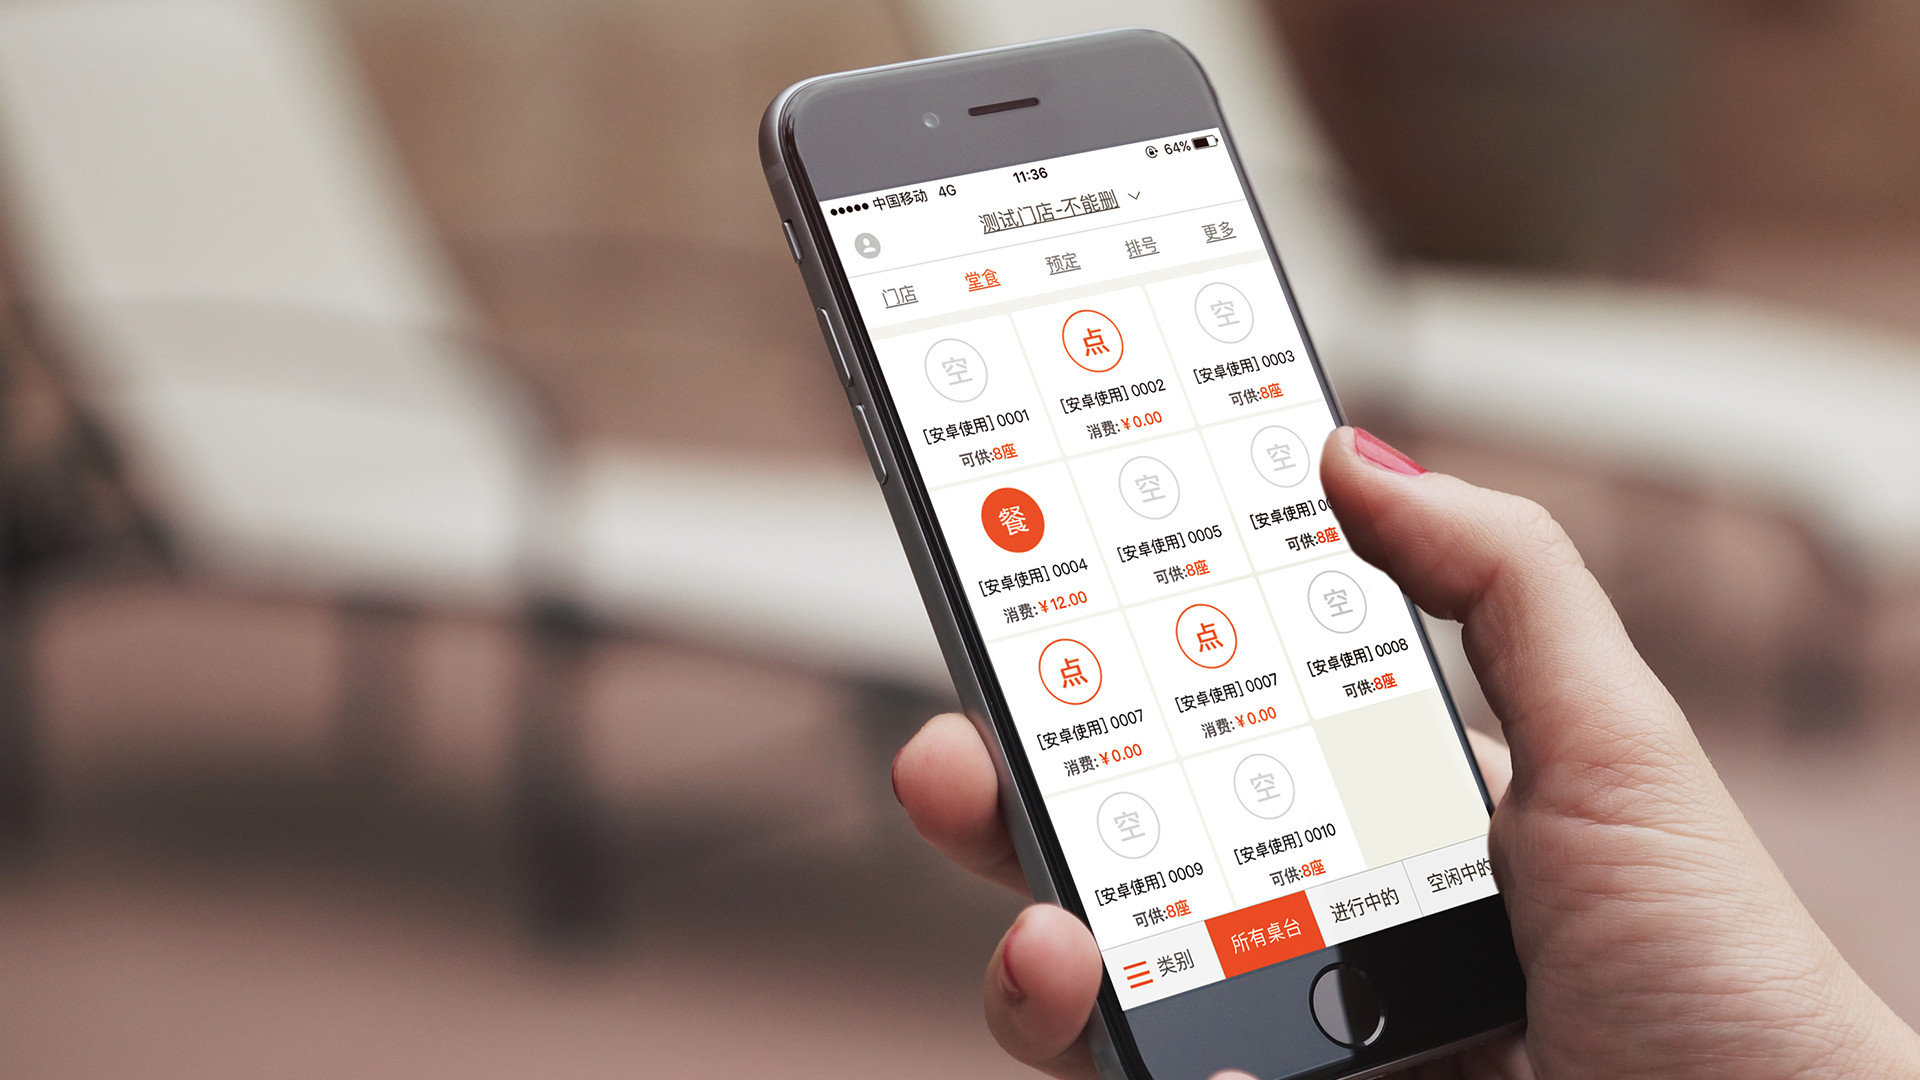 中国移动 4G 11:36 64%
测试门店-不能删
门店 堂食 预定 排号 更多
空 点 空
[安卓使用] 0001 [安卓使用] 0002 [安卓使用] 0003
可供:8座 消费:¥0.00 可供:8座
餐 空 空
[安卓使用] 0004 [安卓使用] 0005 [安卓使用]
消费:¥12.00 可供:8座 可供:8座
点 点 空
[安卓使用] 0007 [安卓使用] 0007 [安卓使用] 0008
消费:¥0.00 消费:¥0.00 可供:8座
空 空
[安卓使用] 0009 [安卓使用] 0010
可供:8座 可供:8座
类别 所有桌台 进行中的 空闲中的